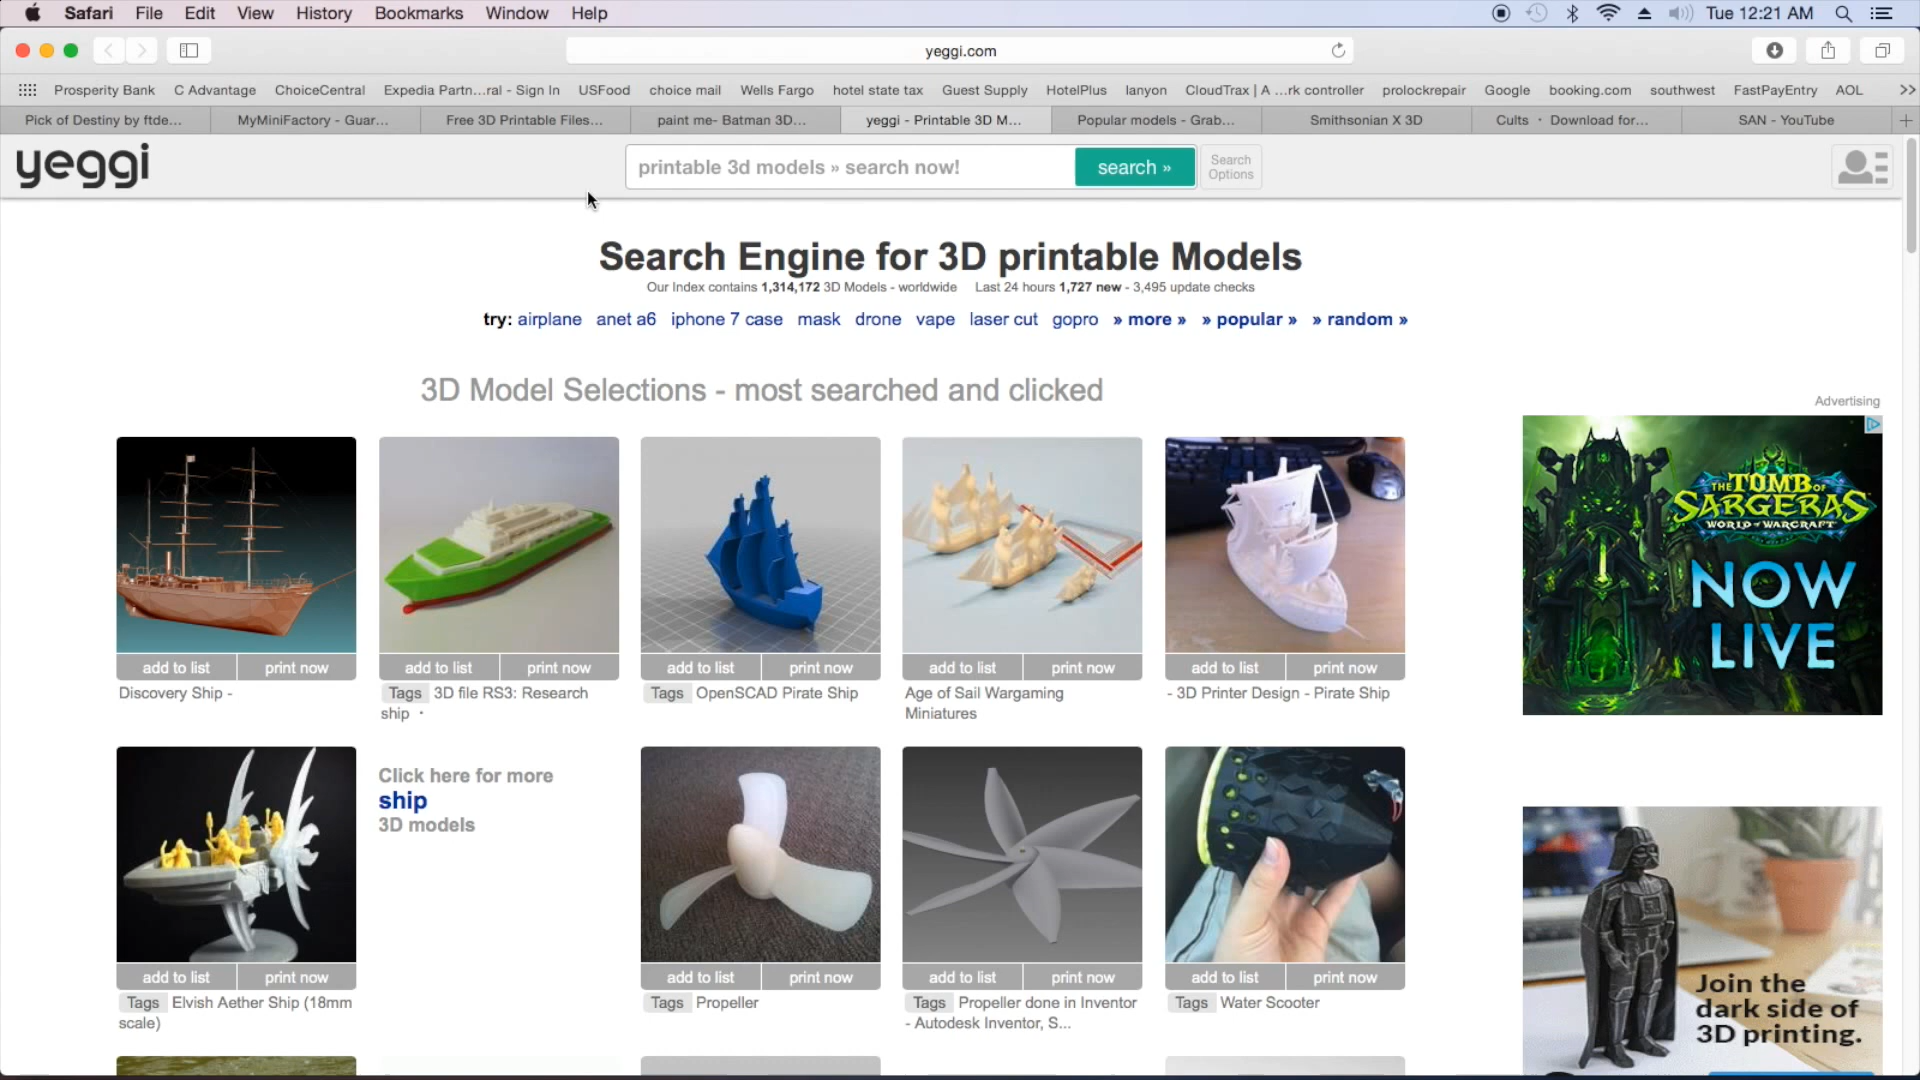 Safari File Edit View History Bookmarks Window Help Tue 12:21 AM
yeggi.com
Prosperity Bank C Advantage ChoiceCentral Expedia Partn...ral - Sign In USFood choice mail Wells Fargo hotel state tax Guest Supply HotelPlus lanyon CloudTrax | A ...rk controller prolockrepair Google booking.com southwest FastPayEntry AOL >>
Pick of Destiny by ftde... MyMiniFactory - Guar... Free 3D Printable Files... paint me- Batman 3D... yeggi - Printable 3D M... Popular models - Grab... Smithsonian X 3D Cults · Download for... SAN - YouTube +
yeggi printable 3d models » search now! search » Search
Options
Search Engine for 3D printable Models
Our Index contains 1,314,172 3D Models - worldwide Last 24 hours 1,727 new - 3,495 update checks
try: airplane anet a6 iphone 7 case mask drone vape laser cut gopro » more » » popular » » random »
3D Model Selections - most searched and clicked
Advertising
THE TOMB OF
SARGERAS
WORLD OF WARCRAFT
NOW
LIVE
add to list print now add to list print now add to list print now add to list print now add to list print now
Discovery Ship -
Tags 3D file RS3: Research
ship ·
Tags OpenSCAD Pirate Ship
Age of Sail Wargaming
Miniatures
- 3D Printer Design - Pirate Ship
Click here for more
ship
3D models
add to list print now add to list print now add to list print now add to list print now
Tags Elvish Aether Ship (18mm
scale)
Tags Propeller
Tags Propeller done in Inventor
- Autodesk Inventor, S...
Tags Water Scooter
Join the
dark side of
3D printing.